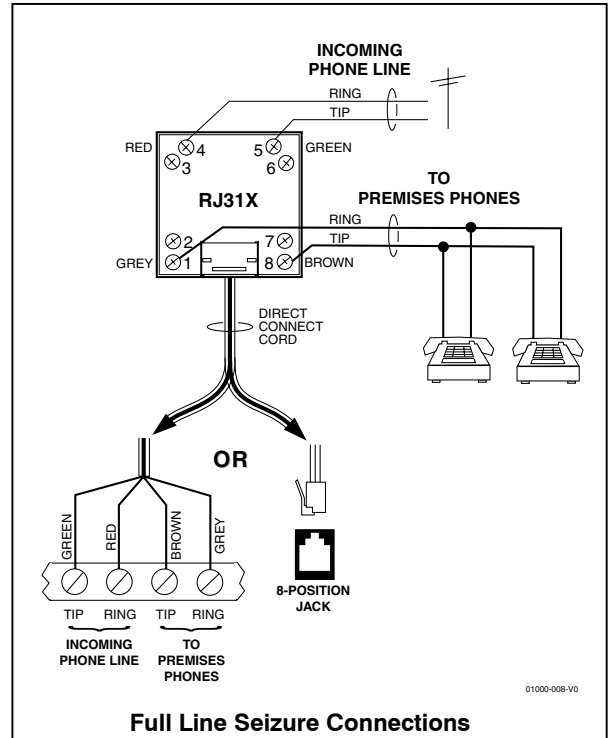 INCOMING
PHONE LINE
RING
TIP
RED 4 5 GREEN
3 6
RJ31X
TO
PREMISES PHONES
RING
TIP
2 7
GREY 1 8 BROWN
DIRECT
CONNECT
CORD
OR
GREEN RED BROWN GREY
8-POSITION
JACK
TIP RING TIP RING
INCOMING
PHONE LINE
TO
PREMISES
PHONES
01000-008-V0
Full Line Seizure Connections